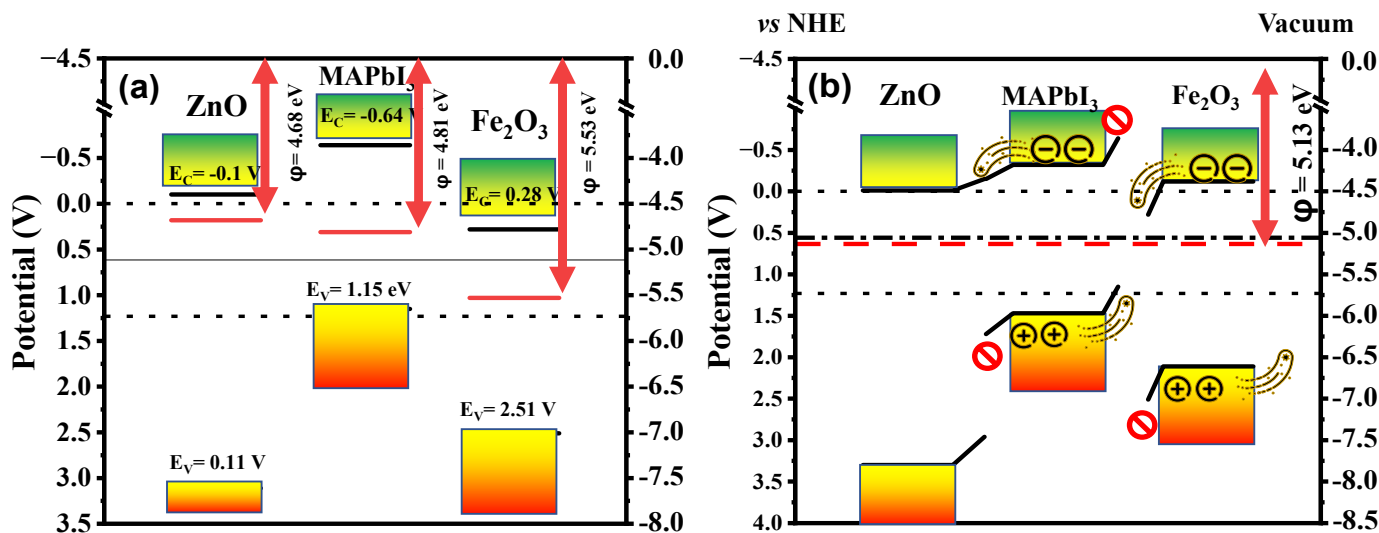 vs NHE
Vacuum
(a)
ZnO
MAPbI3
Fe2O3
EC= -0.1 V
EC= -0.64 V
EC= 0.28 V
φ= 4.68 eV
φ= 4.81 eV
φ= 5.53 eV
EV= 1.15 eV
EV= 2.51 V
EV= 0.11 V
Potential (V)
−4.5
−0.5
0.0
0.5
1.0
1.5
2.0
2.5
3.0
3.5
0.0
-4.0
-4.5
-5.0
-5.5
-6.0
-6.5
-7.0
-7.5
-8.0
(b)
ZnO
MAPbI3
Fe2O3
φ = 5.13 eV
Potential (V)
−4.5
−0.5
0.0
0.5
1.0
1.5
2.0
2.5
3.0
3.5
4.0
0.0
-4.0
-4.5
-5.0
-5.5
-6.0
-6.5
-7.0
-7.5
-8.0
-8.5